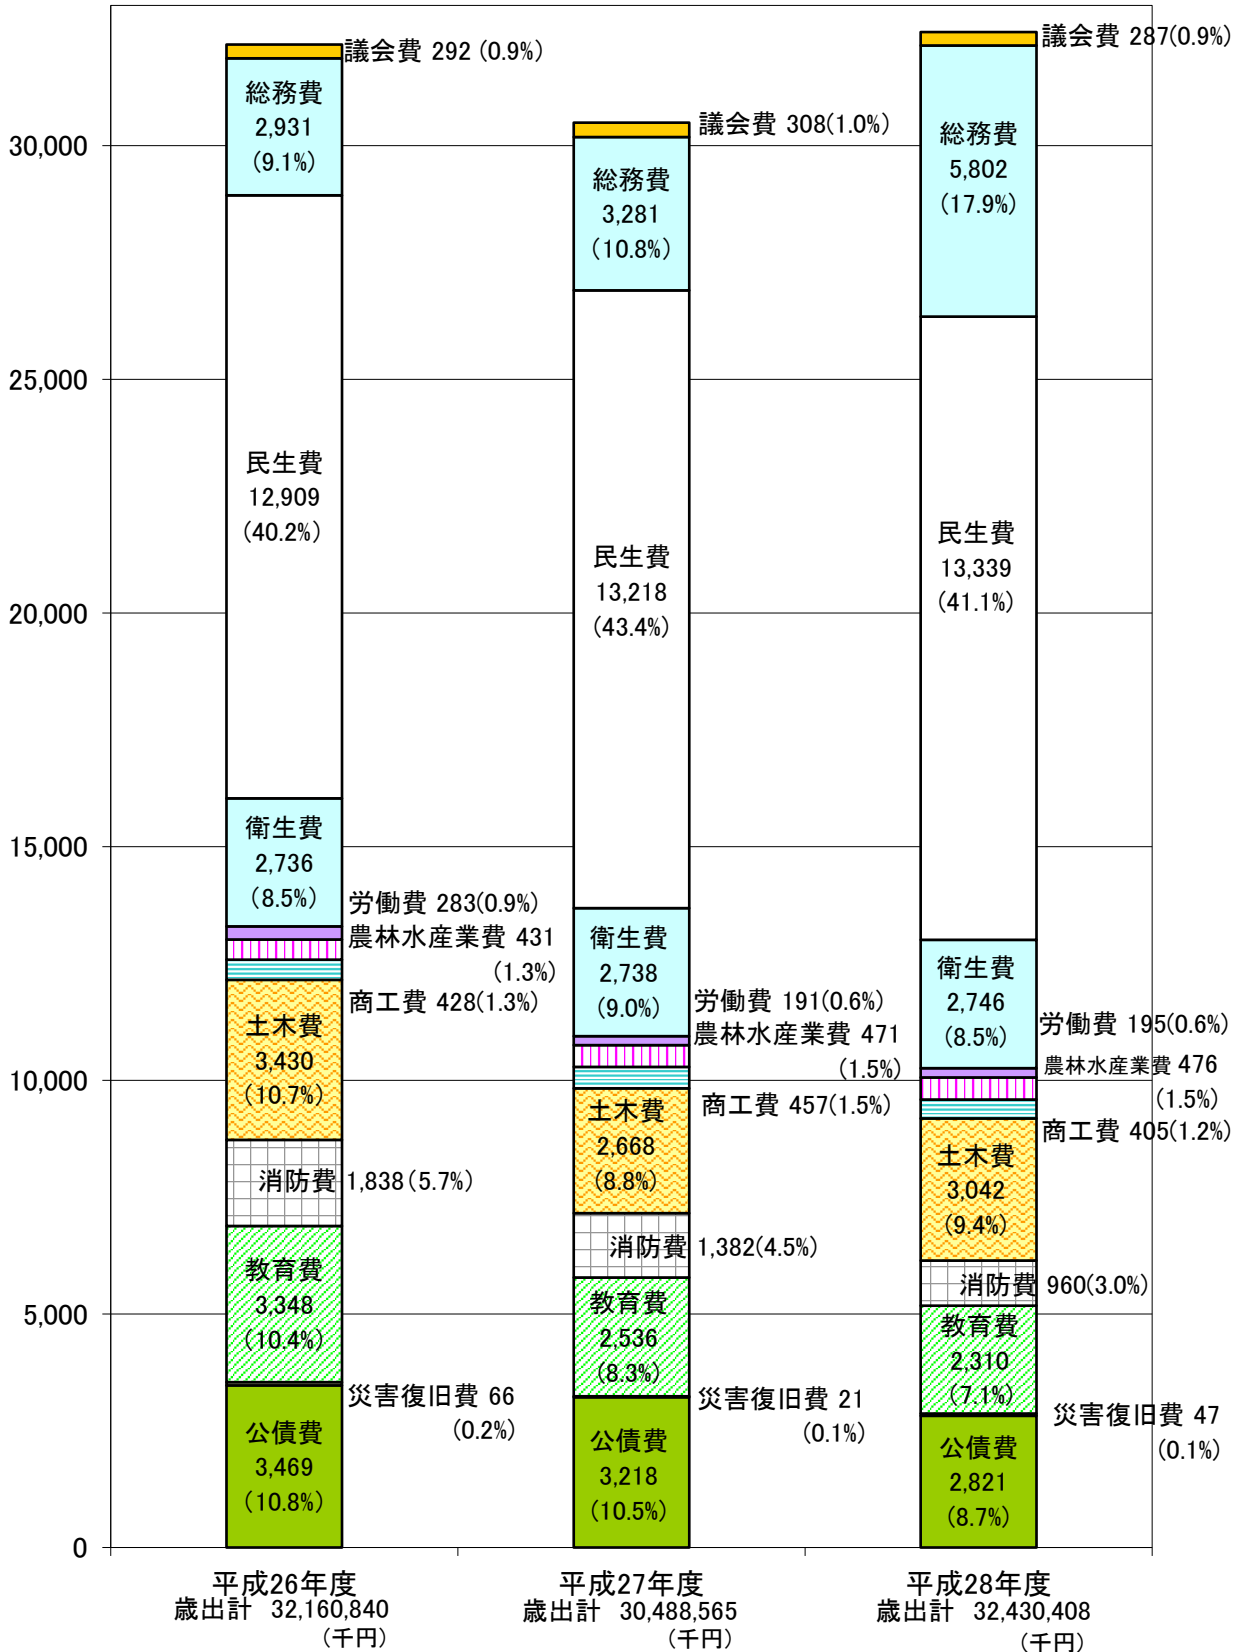 30,000
25,000
20,000
15,000
10,000
5,000
0
議会費 292 (0.9%)
総務費
2,931
(9.1%)
民生費
12,909
(40.2%)
衛生費
2,736
(8.5%)
労働費 283(0.9%)
農林水産業費 431
(1.3%)
商工費 428(1.3%)
土木費
3,430
(10.7%)
消防費 1,838(5.7%)
教育費
3,348
(10.4%)
災害復旧費 66
(0.2%)
公債費
3,469
(10.8%)
平成26年度
歳出計 32,160,840
(千円)
議会費 308(1.0%)
総務費
3,281
(10.8%)
民生費
13,218
(43.4%)
衛生費
2,738
(9.0%)
労働費 191(0.6%)
農林水産業費 471
(1.5%)
商工費 457(1.5%)
土木費
2,668
(8.8%)
消防費 1,382(4.5%)
教育費
2,536
(8.3%)
災害復旧費 21
(0.1%)
公債費
3,218
(10.5%)
平成27年度
歳出計 30,488,565
(千円)
議会費 287(0.9%)
総務費
5,802
(17.9%)
民生費
13,339
(41.1%)
衛生費
2,746
(8.5%)
労働費 195(0.6%)
農林水産業費 476
(1.5%)
商工費 405(1.2%)
土木費
3,042
(9.4%)
消防費 960(3.0%)
教育費
2,310
(7.1%)
災害復旧費 47
(0.1%)
公債費
2,821
(8.7%)
平成28年度
歳出計 32,430,408
(千円)